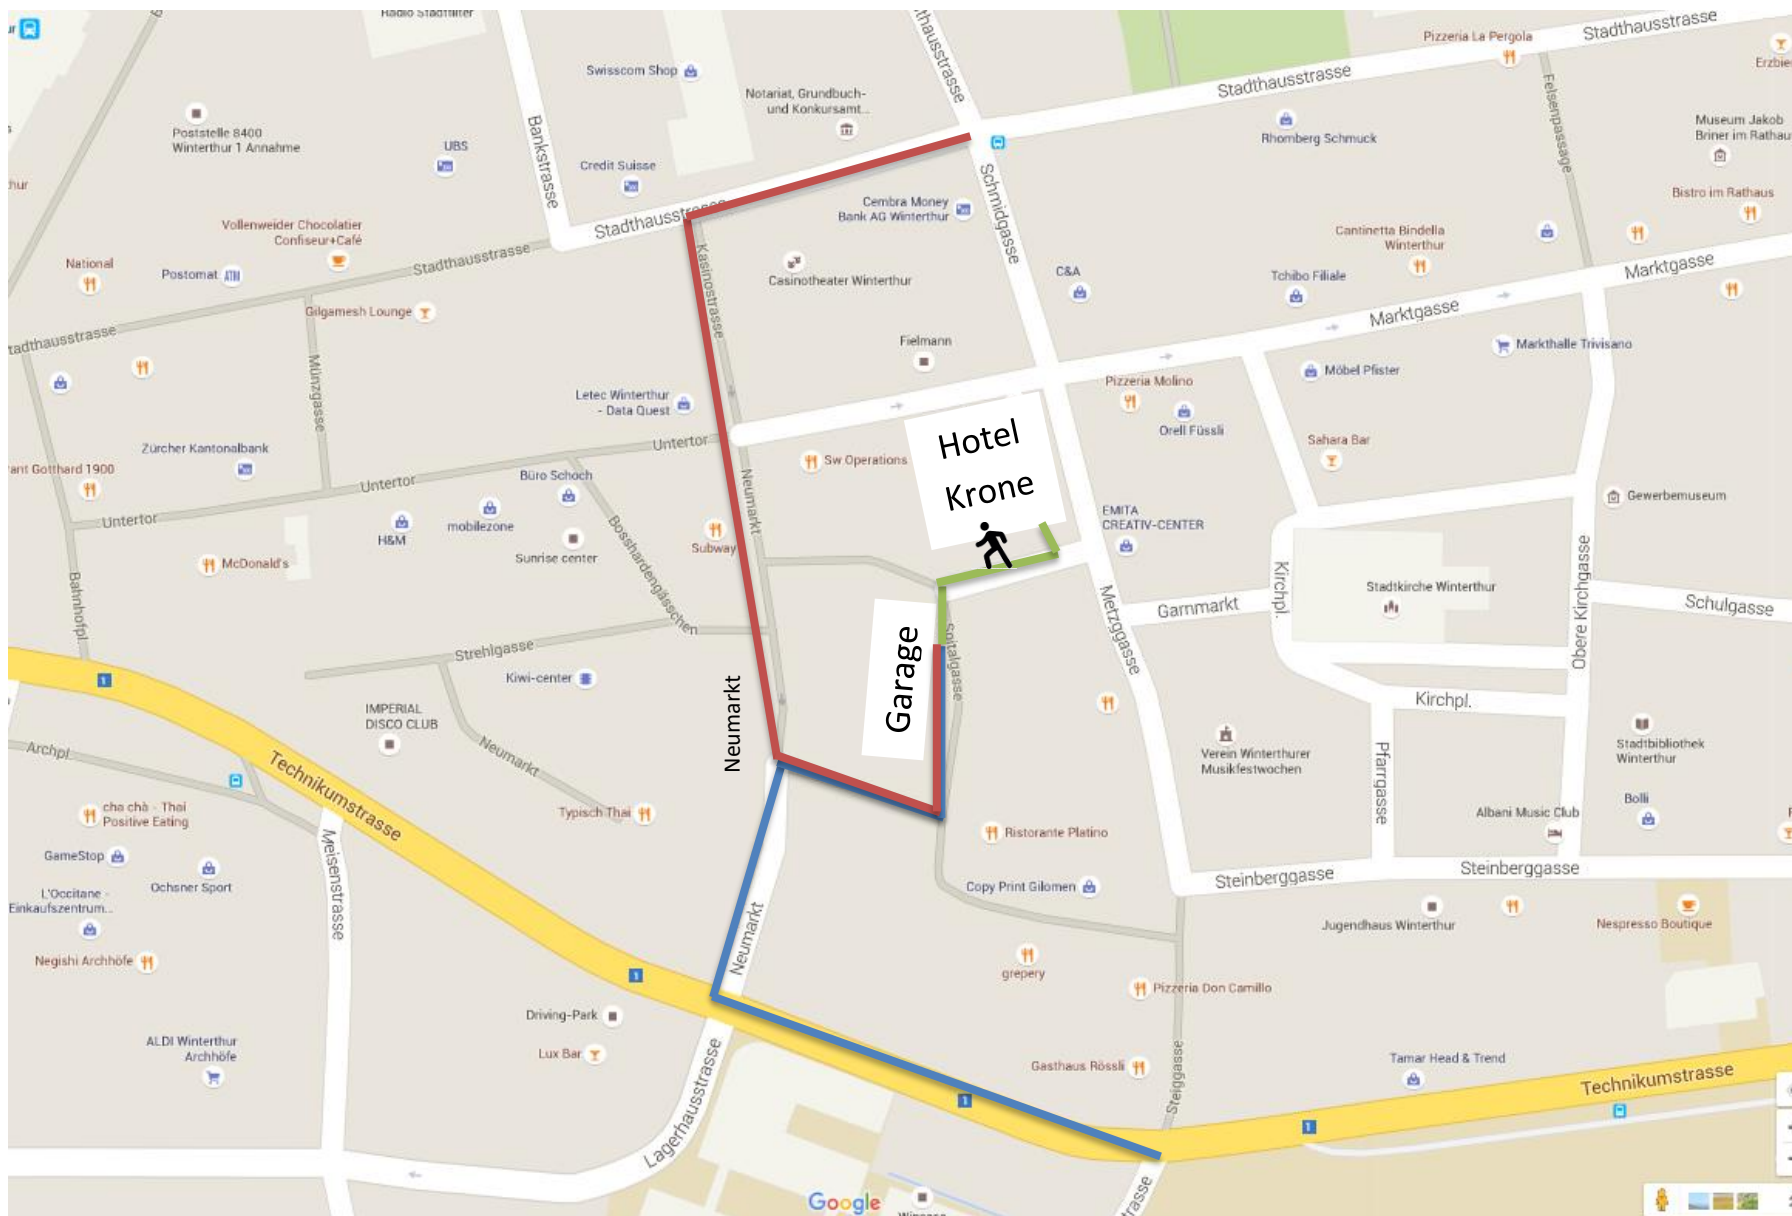 Radio Stadtfilter
Stadthausstrasse
Pizzeria La Pergola
Swisscom Shop
Stadthausstrasse
Notariat, Grundbuch-
und Konkursamt...
Poststelle 8400
Winterthur 1 Annahme
UBS
Bankstrasse
Credit Suisse
Rhomberg Schmuck
Felsenpassage
Museum Jakob
Briner im Rathau
Bistro im Rathaus
Cembra Money
Bank AG Winterthur
Schmidgasse
Stadthausstrasse
Vollenweider Chocolatier
Confiseur+Café
National
Postomat
ATM
Stadthausstrasse
Kasinostrasse
Casinotheater Winterthur
C&A
Cantinetta Bindella
Winterthur
Tchibo Filiale
Marktgasse
Marktgasse
Gilgamesh Lounge
tadthausstrasse
Münzgasse
Fielmann
Markthalle Trivisano
Möbel Pfister
Pizzeria Molino
Orell Füssli
Letec Winterthur
- Data Quest
Untertor
Zürcher Kantonalbank
rant Gotthard 1900
Untertor
Untertor
Büro Schoch
mobilezone
H&M
Sunrise center
Bosshardengässchen
Subway
Neumarkt
Sw Operations
Hotel
Krone
EMITA
CREATIV-CENTER
Sahara Bar
Gewerbemuseum
McDonald's
Bahnhofpl.
Stadtkirche Winterthur
Kirchpl.
Obere Kirchgasse
Schulgasse
Garnmarkt
Metzggasse
Strehlgasse
Kiwi-center
Garage
Spitalgasse
Neumarkt
1
IMPERIAL
DISCO CLUB
Neumarkt
Archpl
Technikumstrasse
Kirchpl.
Pfarrgasse
Stadtbibliothek
Winterthur
Verein Winterthurer
Musikfestwochen
cha chà - Thai
Positive Eating
Typisch Thai
Ristorante Platino
Albani Music Club
Bolli
GameStop
Ochsner Sport
Meisenstrasse
L'Occitane -
Einkaufszentrum...
Copy Print Gilomen
Steinberggasse
Steinberggasse
Jugendhaus Winterthur
Nespresso Boutique
Negishi Archhöfe
Neumarkt
1
grepery
Pizzeria Don Camillo
Driving-Park
Lux Bar
ALDI Winterthur
Archhöfe
Gasthaus Rössli
Steiggasse
Tamar Head & Trend
Technikumstrasse
1
1
Lagerhausstrasse
Google